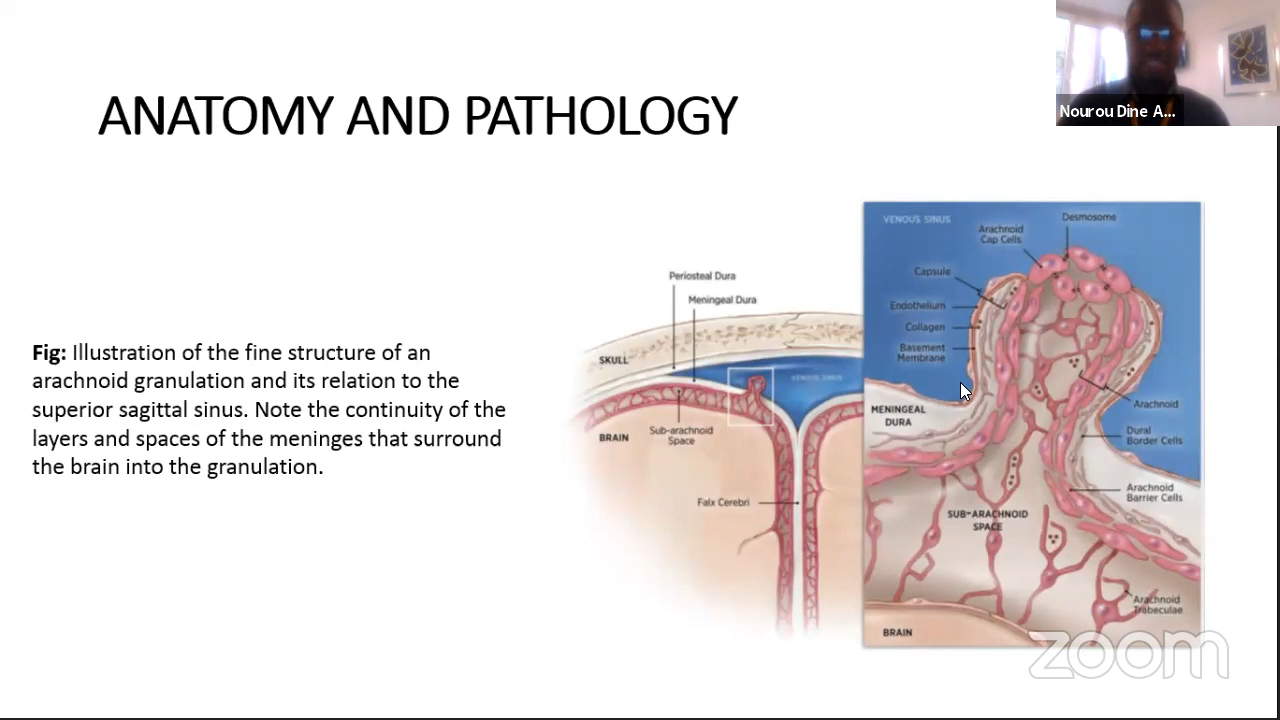 Nourou Dine A...
ANATOMY AND PATHOLOGY
Fig: Illustration of the fine structure of an
arachnoid granulation and its relation to the
superior sagittal sinus. Note the continuity of the
layers and spaces of the meninges that surround
the brain into the granulation.
Periosteal Dura
Meningeal Dura
SKULL
VENOUS SINUS
BRAIN
Sub-arachnoid
Space
Falx Cerebri
VENOUS SINUS
Desmosome
Arachnoid
Cap Cells
Capsule
Endothelium
Collagen
Basement
Membrane
MENINGEAL
DURA
Arachnoid
Dural
Border Cells
Arachnoid
Barrier Cells
SUB-ARACHNOID
SPACE
Arachnoid
Trabeculae
BRAIN
zoom